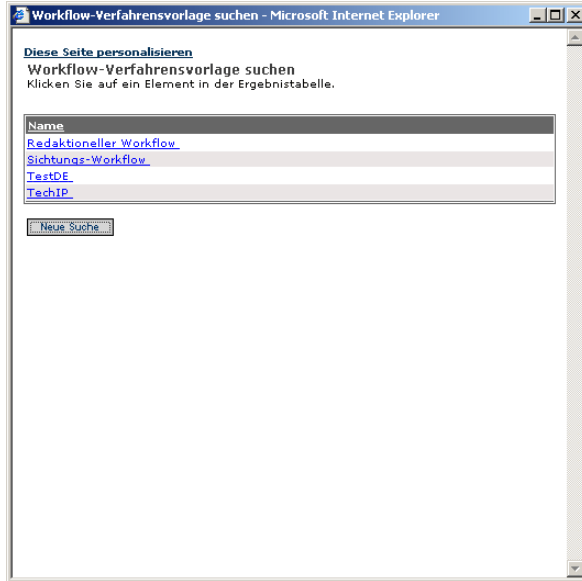 Workflow-Verfahrensvorlage suchen - Microsoft Internet Explorer
Diese Seite personalisieren
Workflow-Verfahrensvorlage suchen
Klicken Sie auf ein Element in der Ergebnistabelle.
Name
Redaktioneller Workflow
Sichtungs-Workflow
TestDE
TechIP
Neue Suche